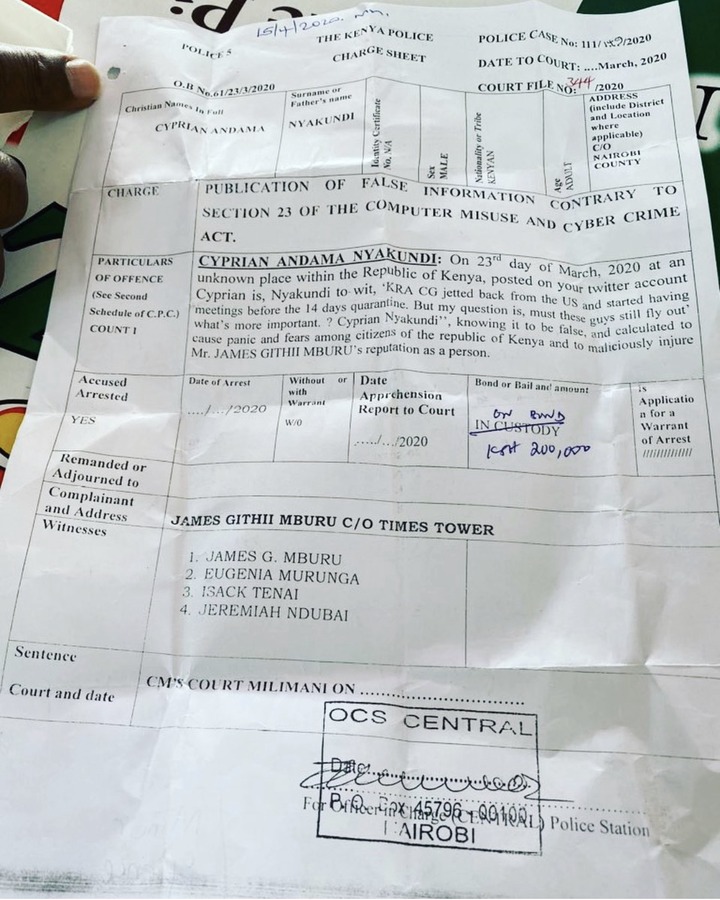 15/4/2020.
POLICE 5
THE KENYA POLICE
CHARGE SHEET
POLICE CASE No: 111/ /2020
DATE TO COURT: ....March, 2020
COURT FILE NO: 344 /2020
O.B No.61/23/3/2020
Christian Names in Full
CYPRIAN ANDAMA
Surname or
Father's name
NYAKUNDI
Identity Certificate
No. N/A
Sex
MALE
Nationality or Tribe
KENYAN
Age
ADULT
ADDRESS
(include District
and Location
where
applicable)
C/O
NAIROBI
COUNTY
CHARGE
PUBLICATION OF FALSE INFORMATION CONTRARY TO
SECTION 23 OF THE COMPUTER MISUSE AND CYBER CRIME
ACT.
PARTICULARS
OF OFFENCE
(See Second
Schedule of C.P.C.)
COUNT I
CYPRIAN ANDAMA NYAKUNDI: On 23rd day of March, 2020 at an
unknown place within the Republic of Kenya, posted on your twitter account
Cyprian is, Nyakundi to wit, 'KRA CG jetted back from the US and started having
meetings before the 14 days quarantine. But my question is, must these guys still fly out'
what's more important. ? Cyprian Nyakundi'', knowing it to be false, and calculated to
cause panic and fears among citizens of the republic of Kenya and to maliciously injure
Mr. JAMES GITHII MBURU's reputation as a person.
Accused
Arrested
YES
Date of Arrest
..../..../2020
Without or
with
Warrant
W/0
Date
Apprehension
Report to Court
...../..../2020
Bond or Bail and amount
ON BOND
IN CUSTODY
KSH 200,000
is
Applicatio
n for a
Warrant
of Arrest
//////////////
Remanded or
Adjourned to
Complainant
and Address
JAMES GITHII MBURU C/O TIMES TOWER
Witnesses
1. JAMES G. MBURU
2. EUGENIA MURUNGA
3. ISACK TENAI
4. JEREMIAH NDUBAI
Sentence
Court and date
CM'S COURT MILIMANI ON ..............................
OCS CENTRAL
Date:
P. O. Box 45796 - 00100
NAIROBI
For Officer in Charge (CENTRAL) Police Station